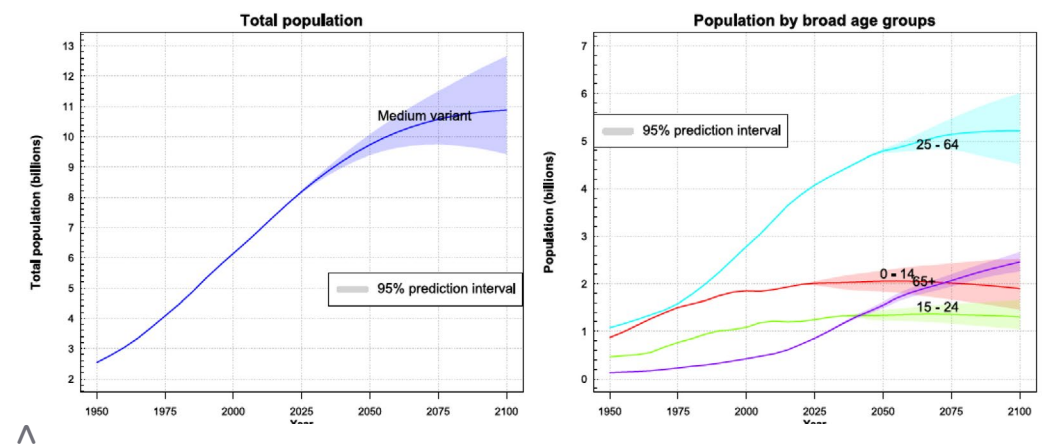 Total population
Total population (billions)
13
12
11
10
9
8
7
6
5
4
3
2
Medium variant
95% prediction interval
1950 1975 2000 2025 2050 2075 2100
Year
Population by broad age groups
Population (billions)
7
6
5
4
3
2
1
0
95% prediction interval
25 - 64
0 - 14
65+
15 - 24
1950 1975 2000 2025 2050 2075 2100
Year